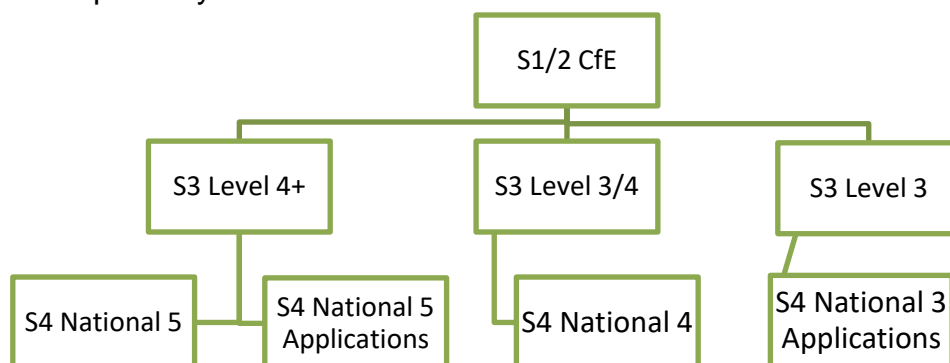 S1/2 CfE
S3 Level 4+
S3 Level 3/4
S3 Level 3
S4 National 5
S4 National 5
Applications
S4 National 4
S4 National 3
Applications